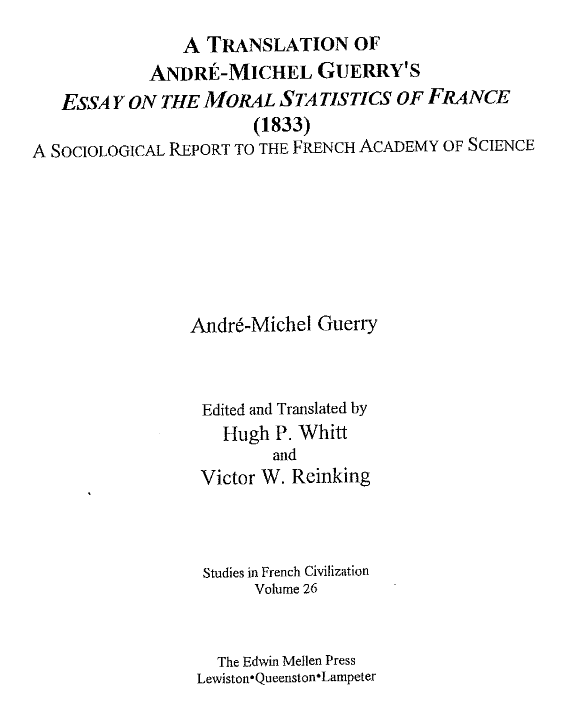 A TRANSLATION OF
ANDRÉ-MICHEL GUERRY'S
ESSAY ON THE MORAL STATISTICS OF FRANCE
(1833)
A SOCIOLOGICAL REPORT TO THE FRENCH ACADEMY OF SCIENCE
André-Michel Guerry
Edited and Translated by
Hugh P. Whitt
and
Victor W. Reinking
Studies in French Civilization
Volume 26
The Edwin Mellen Press
Lewiston•Queenston•Lampeter